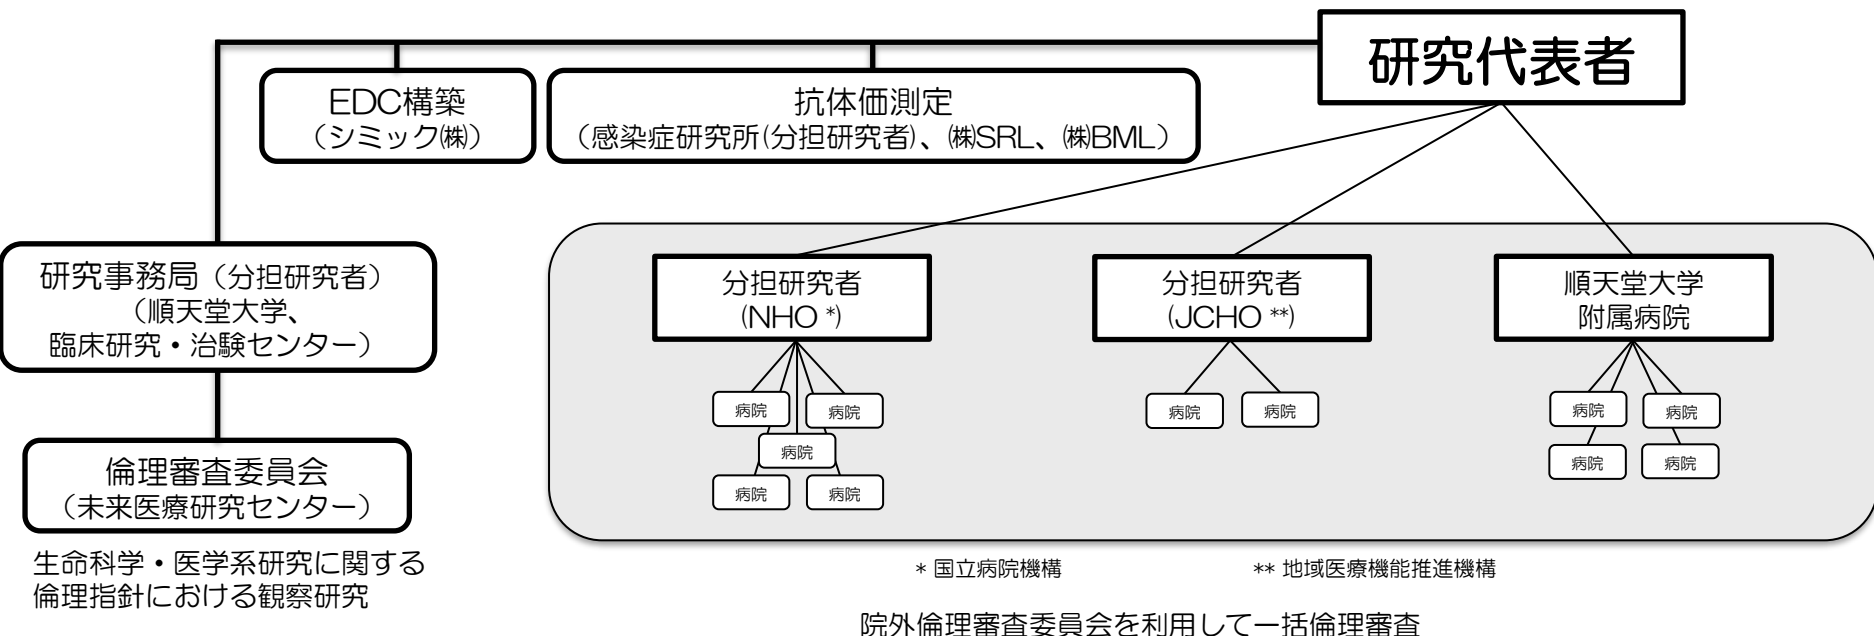 研究代表者
EDC構築
（シミック㈱）
抗体価測定
（感染症研究所(分担研究者)、㈱SRL、㈱BML）
研究事務局（分担研究者）
（順天堂大学、
臨床研究・治験センター）
倫理審査委員会
（未来医療研究センター）
生命科学・医学系研究に関する
倫理指針における観察研究
分担研究者
(NHO *)
病院
病院
病院
病院
病院
分担研究者
(JCHO **)
病院
病院
順天堂大学
附属病院
病院
病院
病院
病院
* 国立病院機構
** 地域医療機能推進機構
院外倫理審査委員会を利用して一括倫理審査